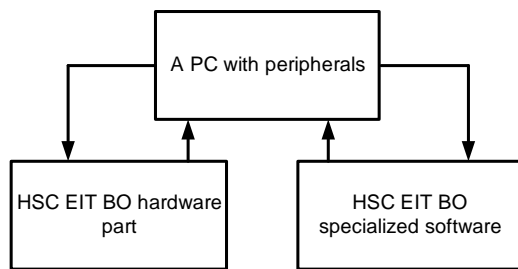 A PC with peripherals
HSC EIT BO hardware
part
HSC EIT BO
specialized software